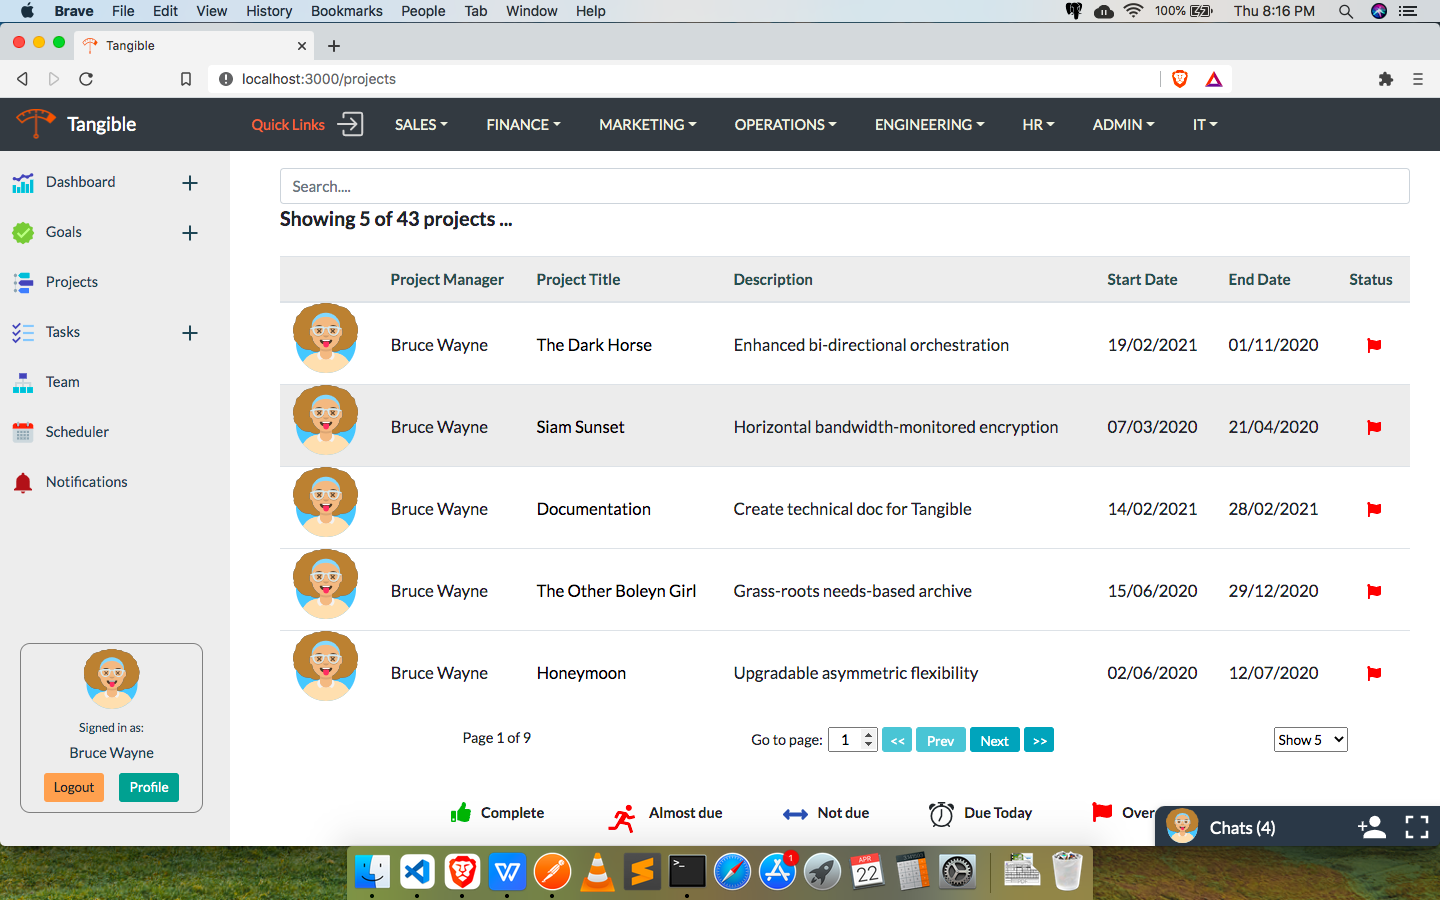 Brave File Edit View History Bookmarks People Tab Window Help 100% Thu 8:16 PM
Tangible
localhost:3000/projects
Tangible Quick Links SALES FINANCE MARKETING OPERATIONS ENGINEERING HR ADMIN IT
Dashboard
Goals
Projects
Tasks
Team
Scheduler
Notifications
Signed in as:
Bruce Wayne
Logout Profile
Search....
Showing 5 of 43 projects ...
Project Manager Project Title Description Start Date End Date Status
Bruce Wayne The Dark Horse Enhanced bi-directional orchestration 19/02/2021 01/11/2020
Bruce Wayne Siam Sunset Horizontal bandwidth-monitored encryption 07/03/2020 21/04/2020
Bruce Wayne Documentation Create technical doc for Tangible 14/02/2021 28/02/2021
Bruce Wayne The Other Boleyn Girl Grass-roots needs-based archive 15/06/2020 29/12/2020
Bruce Wayne Honeymoon Upgradable asymmetric flexibility 02/06/2020 12/07/2020
Page 1 of 9 Go to page: 1 << Prev Next >> Show 5
Complete Almost due Not due Due Today Over
Chats (4)
1
APR
22